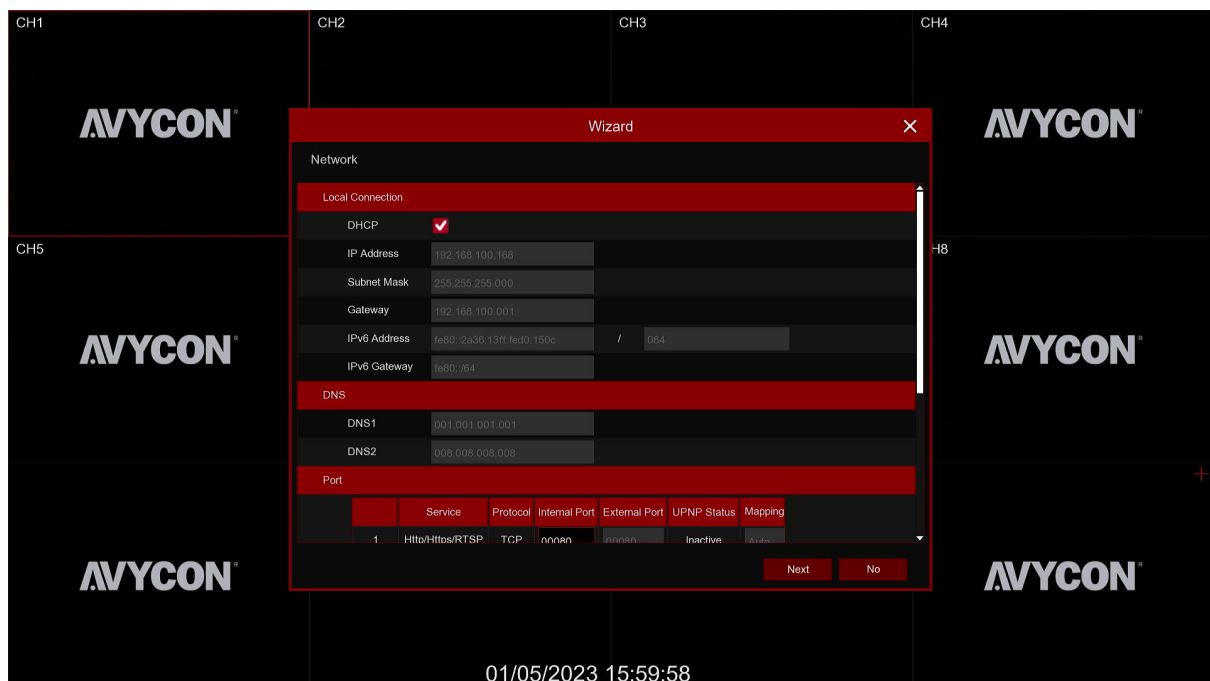 CH1 CH2 CH3 CH4
AVYCON® AVYCON®
Wizard
Network
Local Connection
DHCP
IP Address 192.168.100.168
Subnet Mask 255.255.255.000
Gateway 192.168.100.001
IPv6 Address fe80::2a36:13ff:fed0:150c / 064
IPv6 Gateway fe80::/64
CH5 H8
AVYCON® AVYCON®
DNS
DNS1 001.001.001.001
DNS2 008.008.008.008
Port
Service Protocol Internal Port External Port UPNP Status Mapping
1 Http/Https/RTSP TCP 00080 00080 Inactive Auto
Next No
AVYCON® AVYCON®
01/05/2023 15:59:58